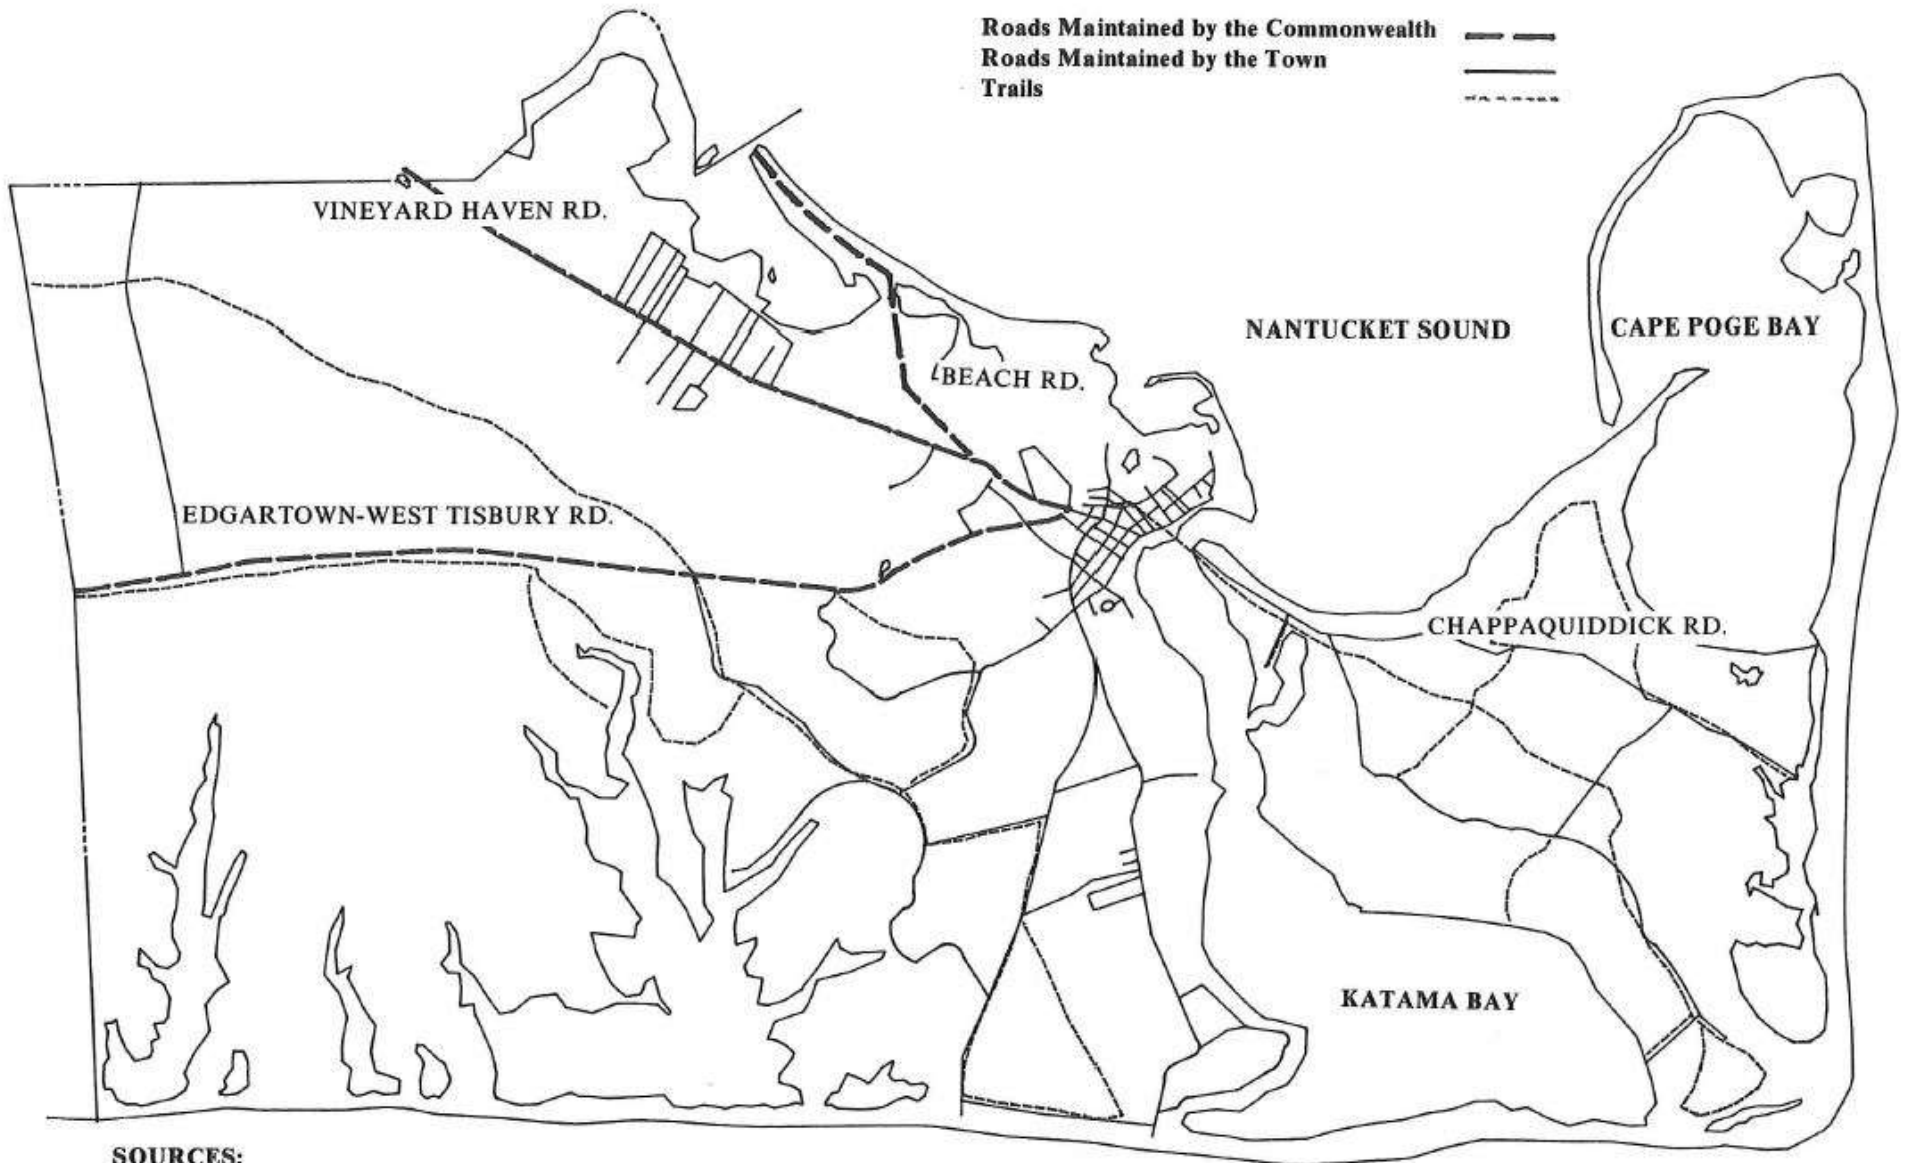 Roads Maintained by the Commonwealth
Roads Maintained by the Town
Trails
VINEYARD HAVEN RD.
NANTUCKET SOUND
CAPE POGE BAY
BEACH RD.
EDGARTOWN-WEST TISBURY RD.
CHAPPAQUIDDICK RD.
KATAMA BAY
SOURCES: